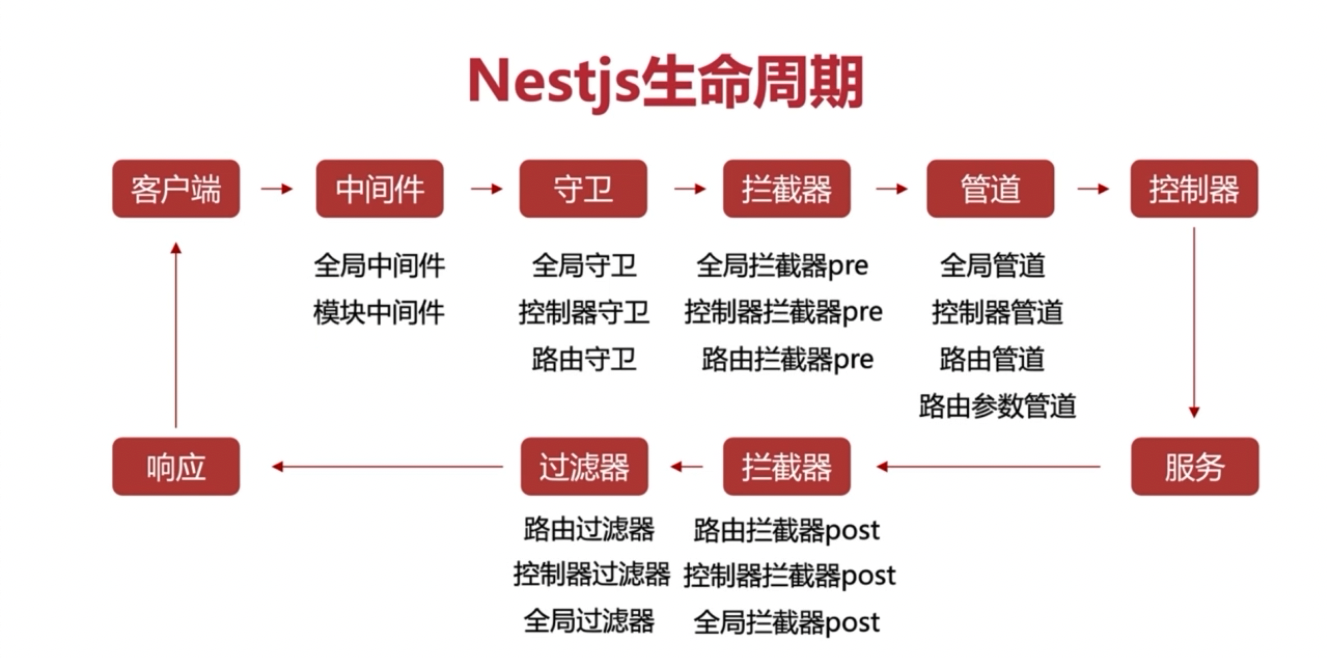 Nestjs生命周期
客户端
中间件
守卫
拦截器
管道
控制器
全局中间件
全局守卫
全局拦截器pre
全局管道
模块中间件
控制器守卫
控制器拦截器pre
控制器管道
路由守卫
路由拦截器pre
路由管道
路由参数管道
响应
过滤器
拦截器
服务
路由过滤器
路由拦截器post
控制器过滤器
控制器拦截器post
全局过滤器
全局拦截器post